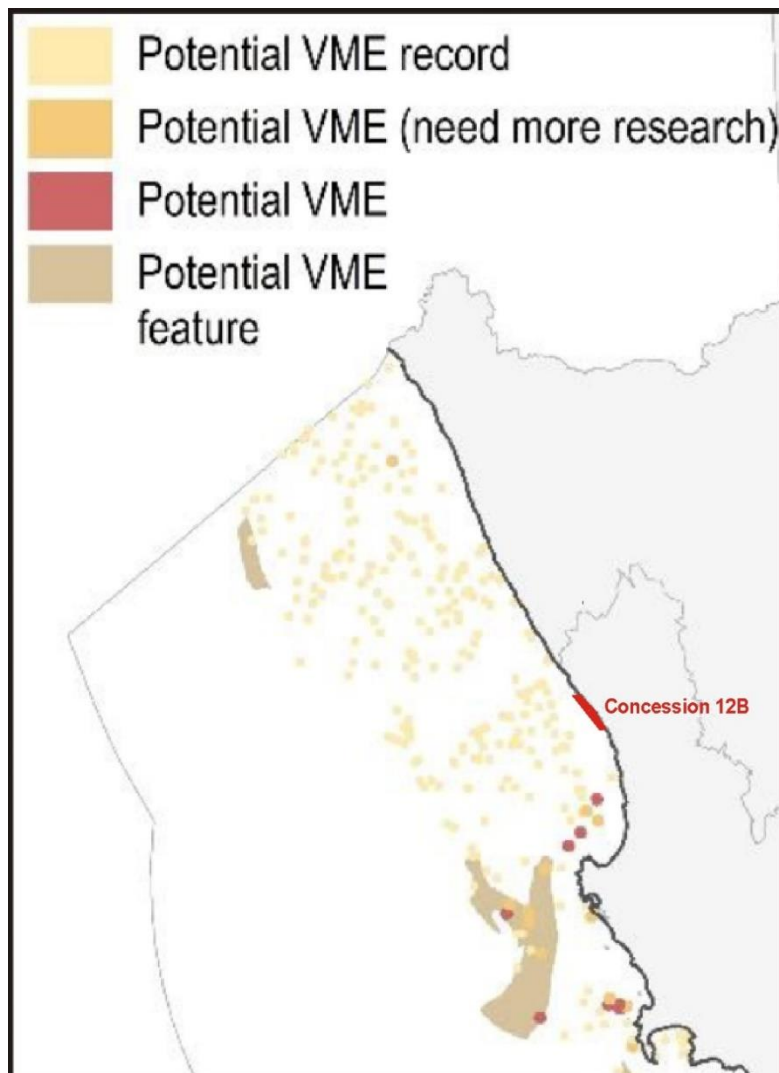 Potential VME record
Potential VME (need more research)
Potential VME
Potential VME
feature
Concession 12B